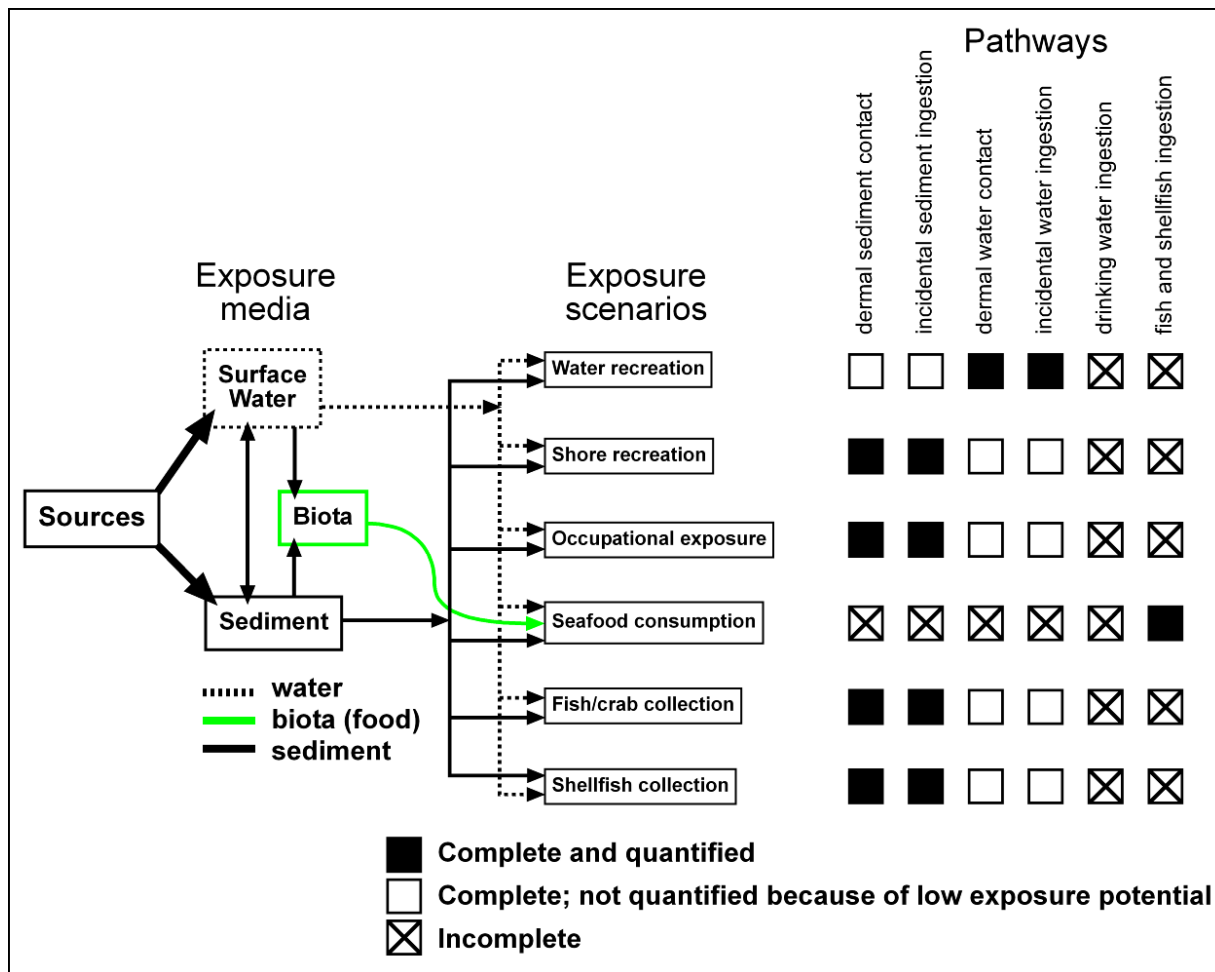 Pathways
dermal sediment contact
incidental sediment ingestion
dermal water contact
incidental water ingestion
drinking water ingestion
fish and shellfish ingestion
Exposure
media
Exposure
scenarios
Surface
Water
Sources
Biota
Sediment
water
biota (food)
sediment
Water recreation
Shore recreation
Occupational exposure
Seafood consumption
Fish/crab collection
Shellfish collection
Complete and quantified
Complete; not quantified because of low exposure potential
Incomplete